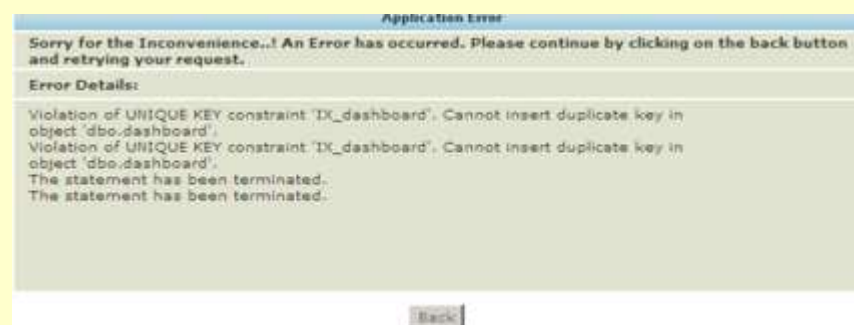 Application Error
Sorry for the Inconvenience..! An Error has occurred. Please continue by clicking on the back button
and retrying your request.
Error Details:
Violation of UNIQUE KEY constraint 'IX_dashboard'. Cannot insert duplicate key in
object 'dbo.dashboard'.
Violation of UNIQUE KEY constraint 'IX_dashboard'. Cannot insert duplicate key in
object 'dbo.dashboard'.
The statement has been terminated.
The statement has been terminated.
Back